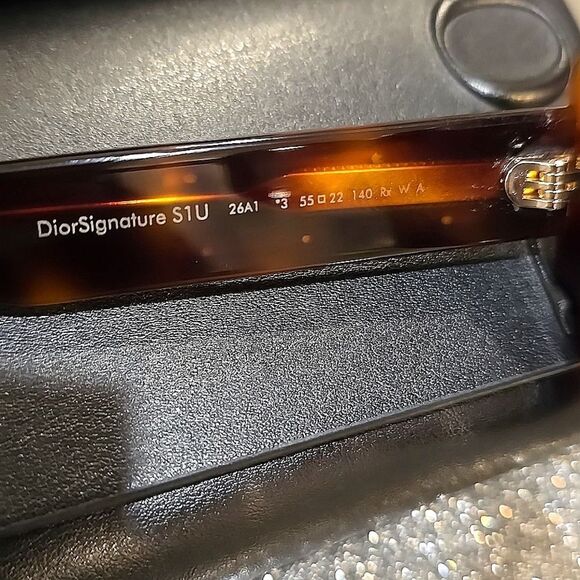 DiorSignature S1U 26A1 *3 55□22 140 Rx W A